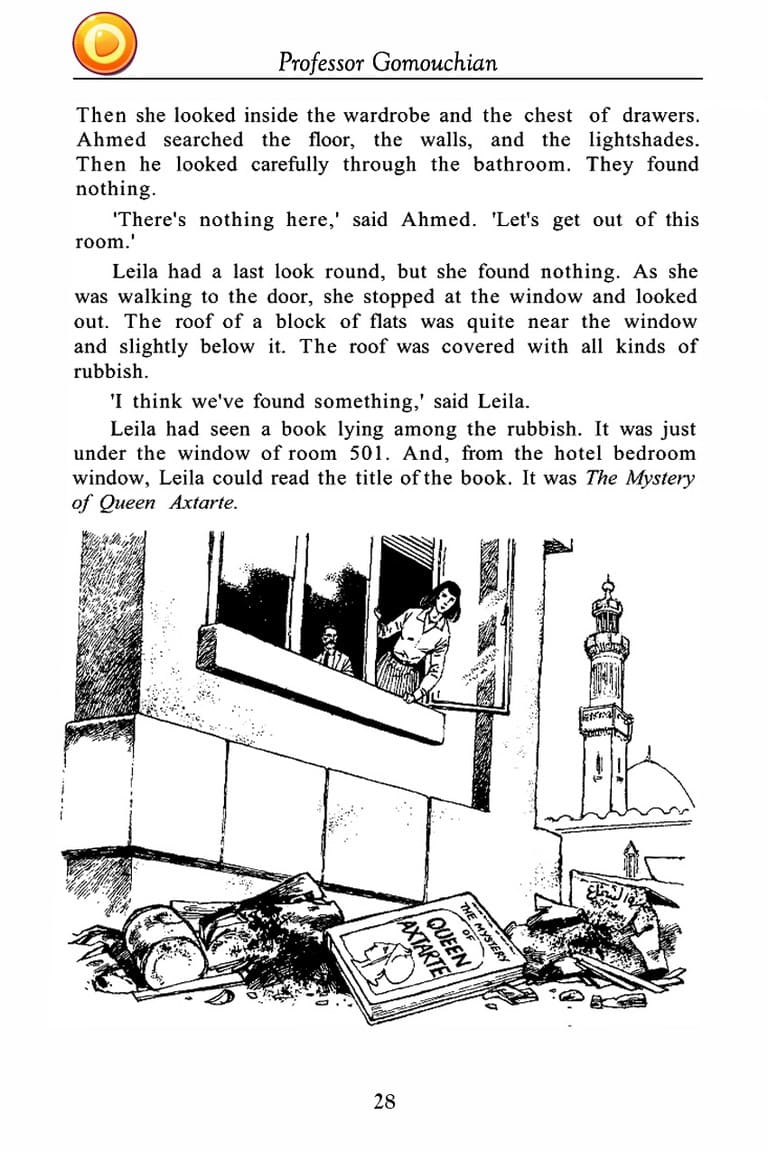 Professor Gomouchian
Then she looked inside the wardrobe and the chest of drawers.
Ahmed searched the floor, the walls, and the lightshades.
Then he looked carefully through the bathroom. They found
nothing.
'There's nothing here,' said Ahmed. 'Let's get out of this
room.'
Leila had a last look round, but she found nothing. As she
was walking to the door, she stopped at the window and looked
out. The roof of a block of flats was quite near the window
and slightly below it. The roof was covered with all kinds of
rubbish.
'I think we've found something,' said Leila.
Leila had seen a book lying among the rubbish. It was just
under the window of room 501. And, from the hotel bedroom
window, Leila could read the title of the book. It was The Mystery
of Queen Axtarte.
THE MYSTERY
OF
QUEEN
AXTARTE
28